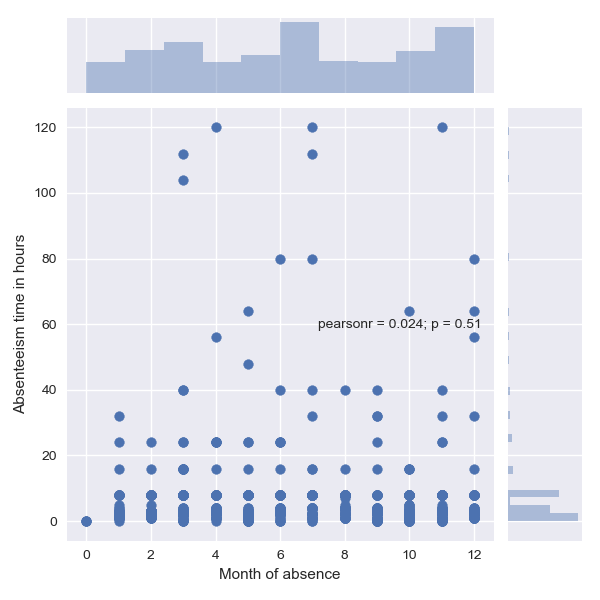 120
100
80
60
40
20
0
Absenteeism time in hours
pearsonr = 0.024; p = 0.51
0 2 4 6 8 10 12
Month of absence